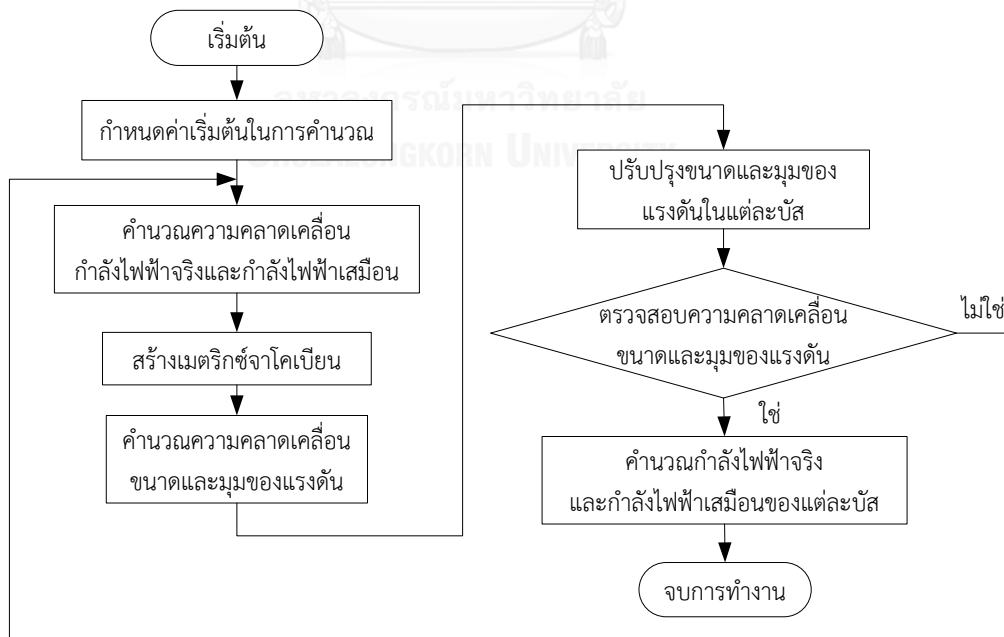 เริ่มต้น
กำหนดค่าเริ่มต้นในการคำนวณ
คำนวณความคลาดเคลื่อน
กำลังไฟฟ้าจริงและกำลังไฟฟ้าเสมือน
สร้างเมตริกซ์จาโคเบียน
คำนวณความคลาดเคลื่อน
ขนาดและมุมของแรงดัน
ปรับปรุงขนาดและมุมของ
แรงดันในแต่ละบัส
ตรวจสอบความคลาดเคลื่อน
ขนาดและมุมของแรงดัน
ไม่ใช่
ใช่
คำนวณกำลังไฟฟ้าจริง
และกำลังไฟฟ้าเสมือนของแต่ละบัส
จบการทำงาน